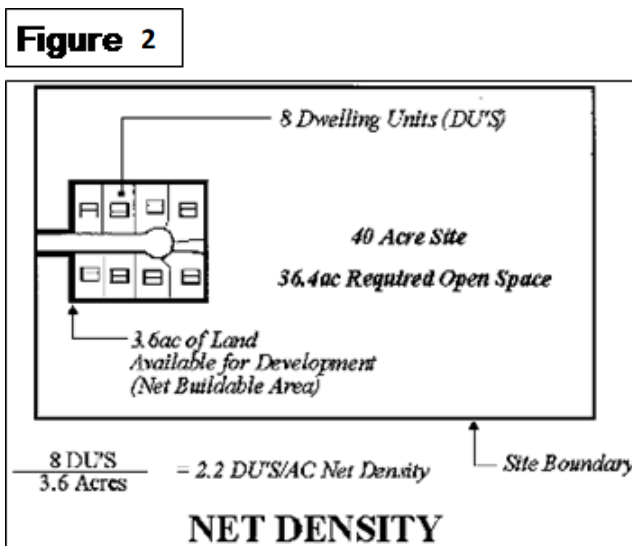 Figure 2
8 Dwelling Units (DU'S)
40 Acre Site
36.4ac Required Open Space
3.6ac of Land
Available for Development
(Net Buildable Area)
8 DU'S
3.6 Acres
= 2.2 DU'S/AC Net Density
Site Boundary
NET DENSITY